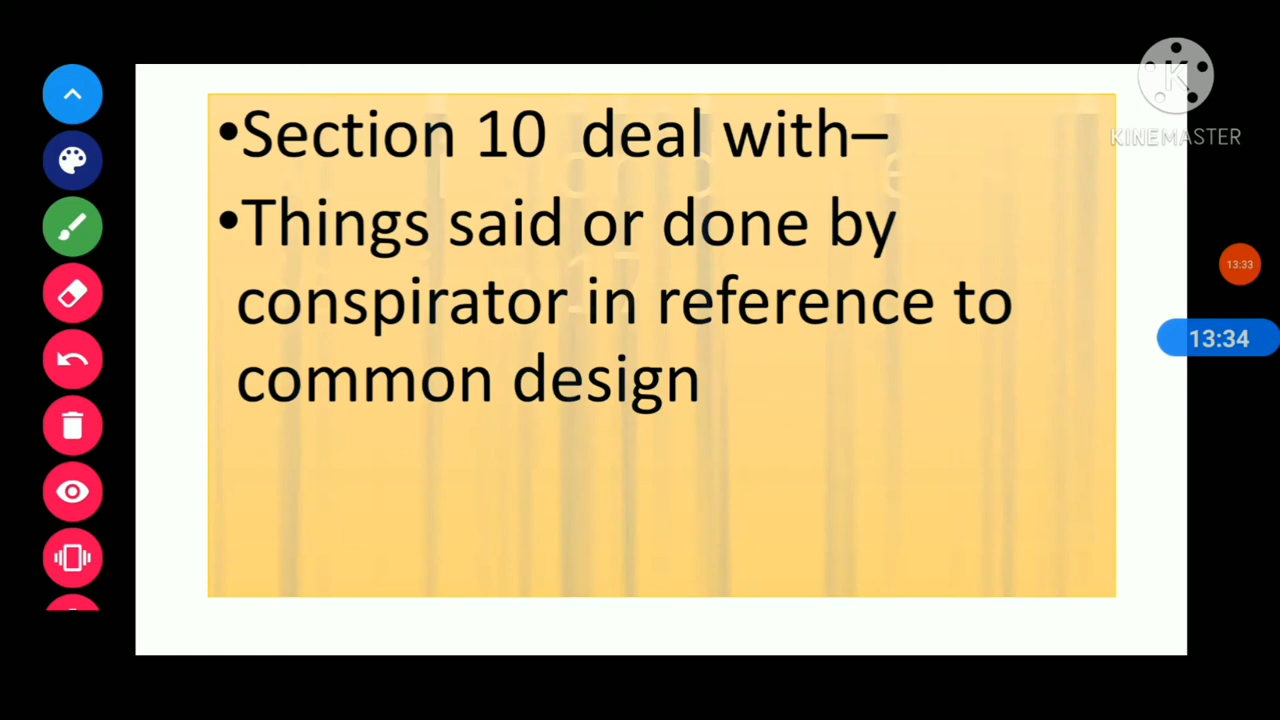 •Section 10 deal with–
•Things said or done by
conspirator in reference to
common design
KINEMASTER
13:33
13:34